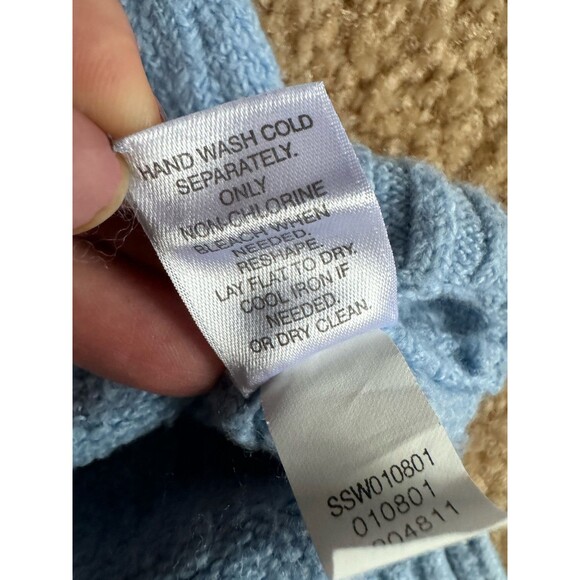 HAND WASH COLD
SEPARATELY.
ONLY
NON-CHLORINE
BLEACH WHEN
NEEDED.
RESHAPE.
LAY FLAT TO DRY.
COOL IRON IF
NEEDED.
OR DRY CLEAN.
SSW010801
010801
004811